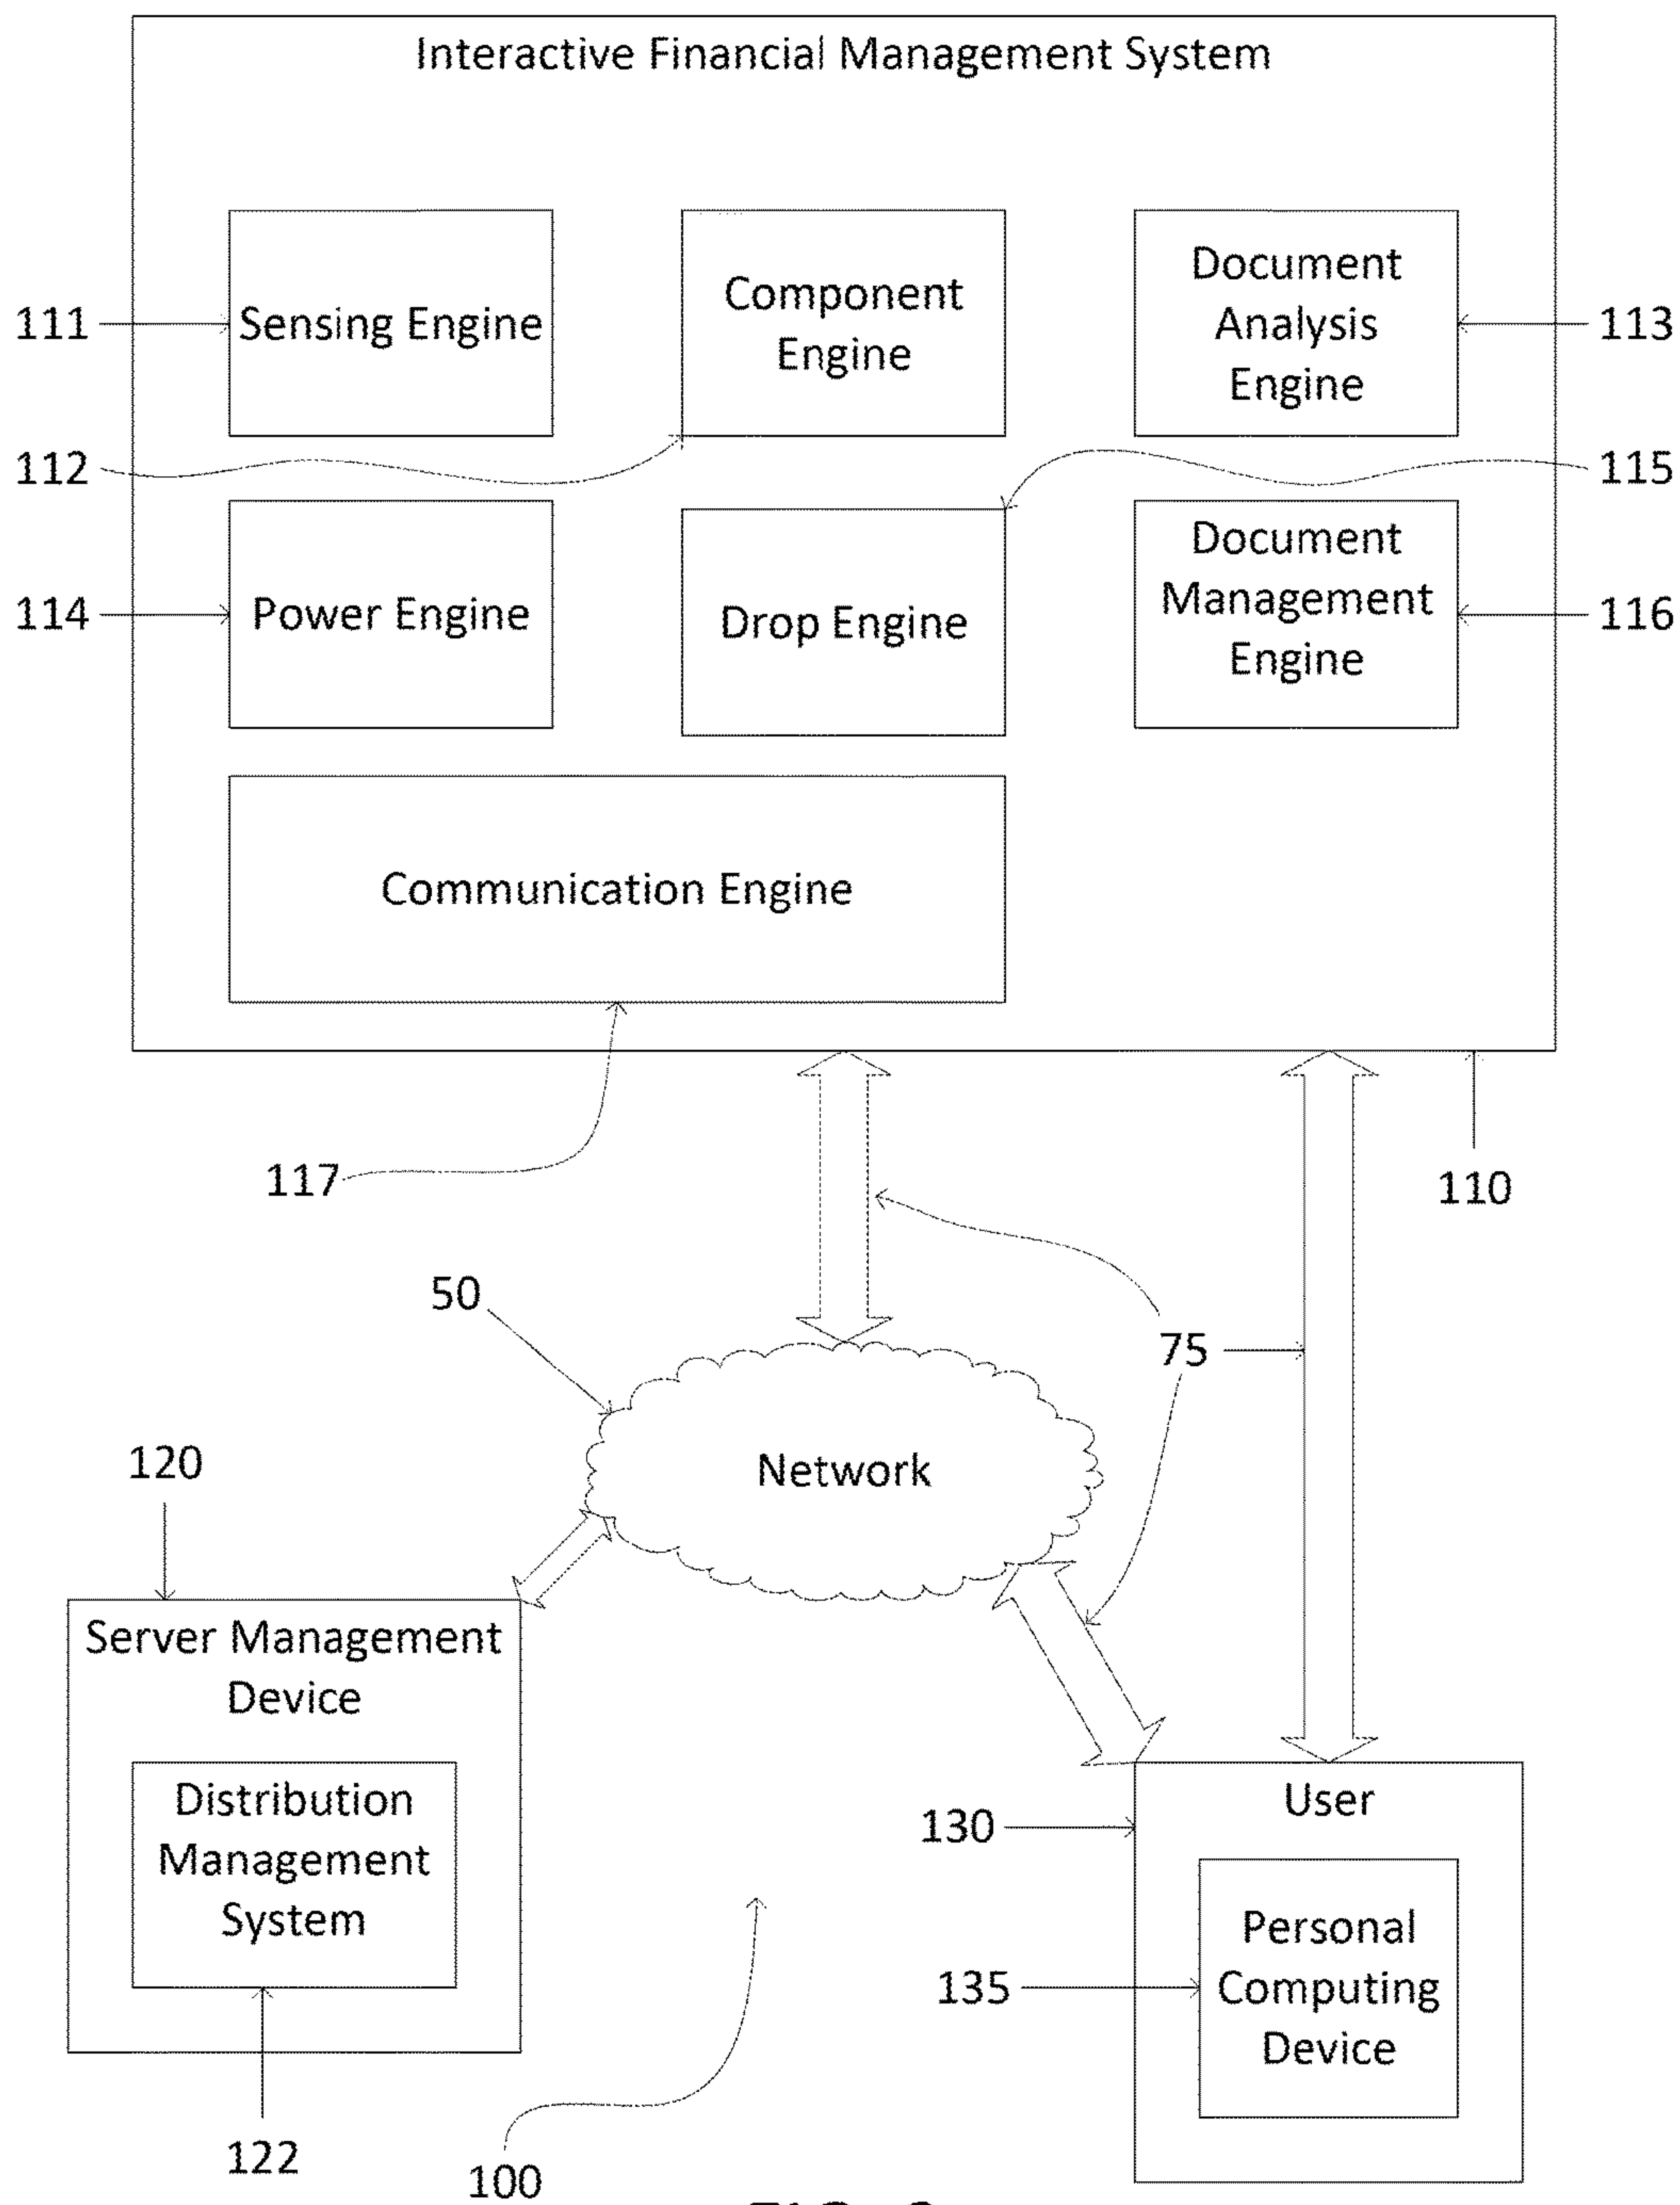 Interactive Financial Management System
111
Sensing Engine
Component
Engine
Document
Analysis
Engine
113
112
115
114
Power Engine
Drop Engine
Document
Management
Engine
116
Communication Engine
117
110
50
75
Network
120
Server Management
Device
Distribution
Management
System
122
100
130
User
135
Personal
Computing
Device